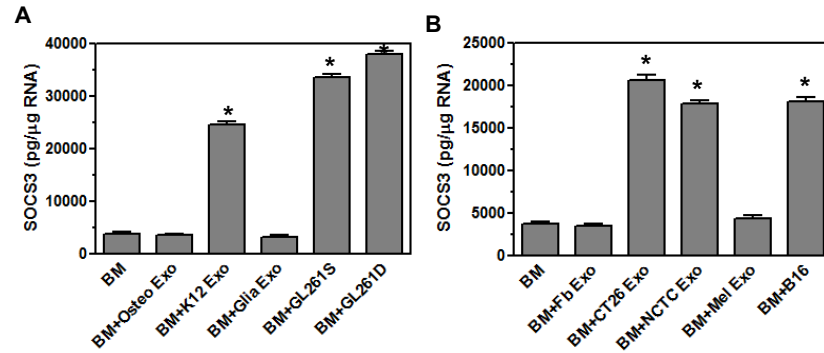 A
SOCS3 (pg/μg RNA)
40000
30000
20000
10000
0
*
*
*
BM
BM+Osteo Exo
BM+K12 Exo
BM+Glia Exo
BM+GL261S
BM+GL261D
B
SOCS3 (pg/μg RNA)
25000
20000
15000
10000
5000
0
*
*
*
BM
BM+Fb Exo
BM+CT26 Exo
BM+NCTC Exo
BM+Mel Exo
BM+B16